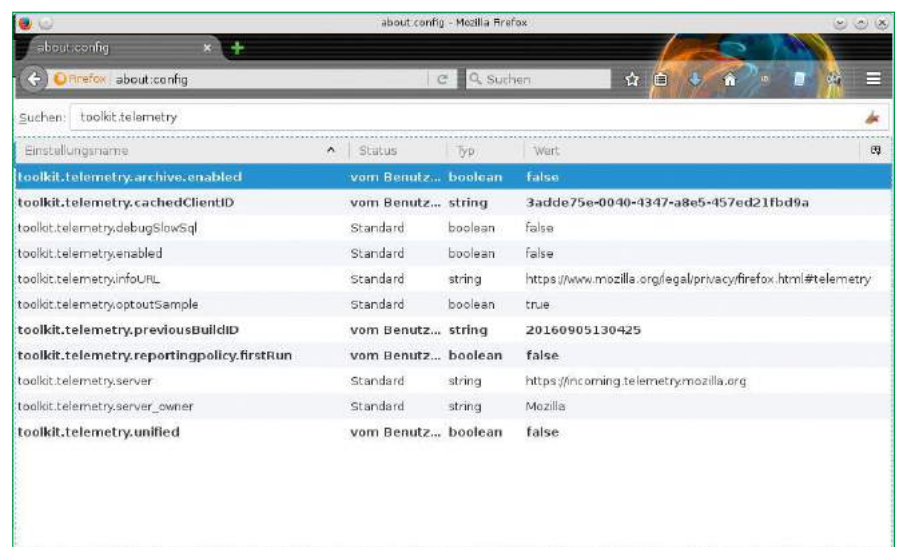 about:config - Mozilla Firefox
about:config
Firefox about:config Suchen
Suchen: toolkit.telemetry
Einstellungsname Status Typ Wert
toolkit.telemetry.archive.enabled vom Benutz... boolean false
toolkit.telemetry.cachedClientID vom Benutz... string 3adde75e-0040-4347-a8e5-457ed21fbd9a
toolkit.telemetry.debugSlowSql Standard boolean false
toolkit.telemetry.enabled Standard boolean false
toolkit.telemetry.infoURL Standard string https://www.mozilla.org/legal/privacy/firefox.html#telemetry
toolkit.telemetry.optoutSample Standard boolean true
toolkit.telemetry.previousBuildID vom Benutz... string 20160905130425
toolkit.telemetry.reportingpolicy.firstRun vom Benutz... boolean false
toolkit.telemetry.server Standard string https://incoming.telemetry.mozilla.org
toolkit.telemetry.server_owner Standard string Mozilla
toolkit.telemetry.unified vom Benutz... boolean false